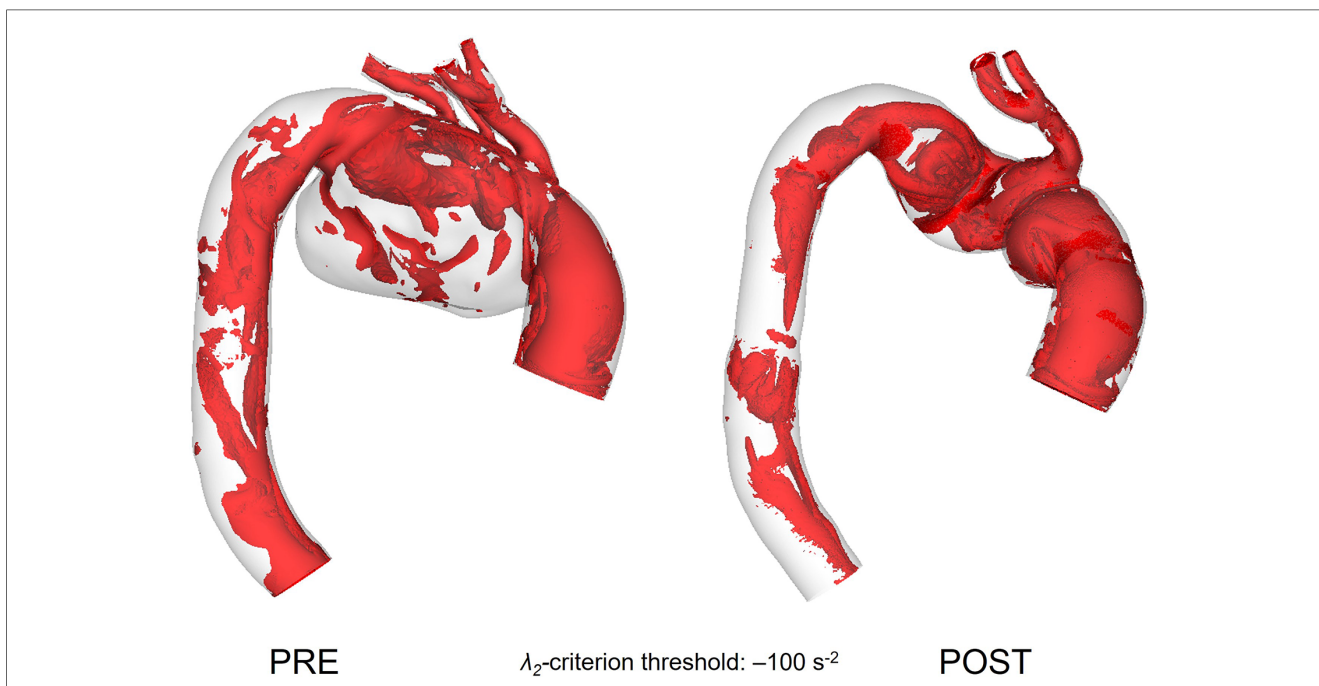 PRE
λ₂-criterion threshold: –100 s⁻²
POST